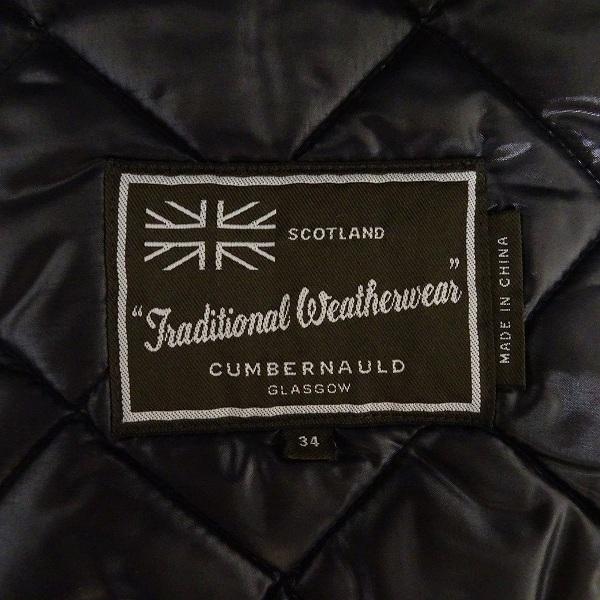 SCOTLAND
"Traditional Weatherwear"
CUMBERNAULD
GLASGOW
34
MADE IN CHINA